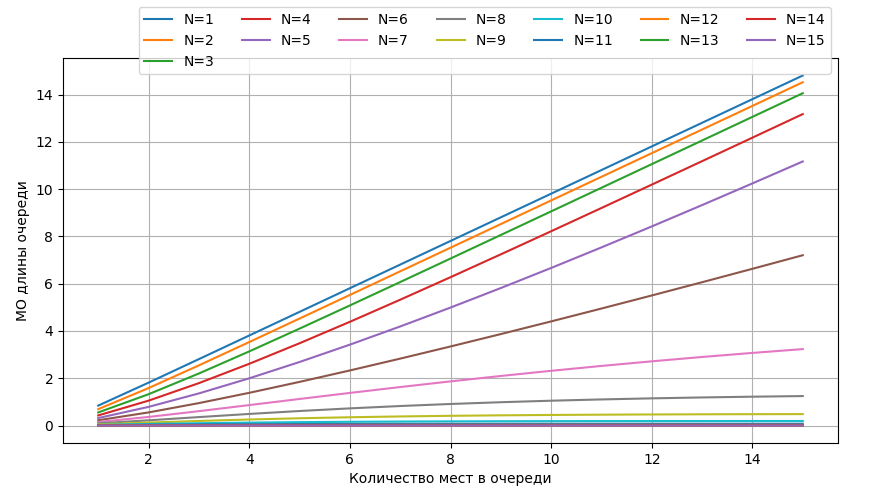 N=1 N=4 N=6 N=8 N=10 N=12 N=14
N=2 N=5 N=7 N=9 N=11 N=13 N=15
N=3
14
12
10
8
6
4
2
0
МО длины очереди
2 4 6 8 10 12 14
Количество мест в очереди